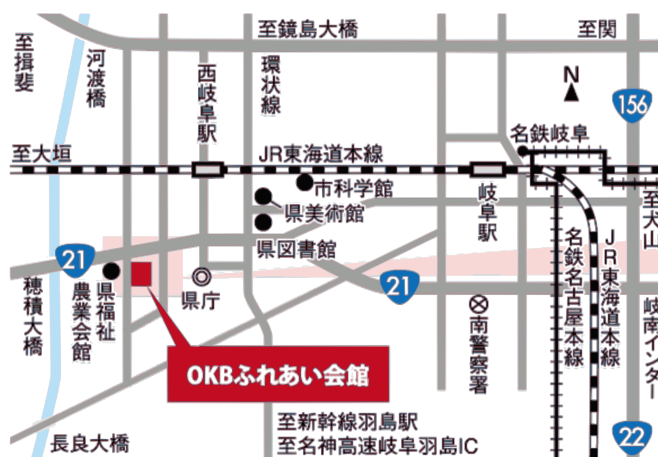 至鏡島大橋
至関
至揖斐
河渡橋
西岐阜駅
環状線
N
156
名鉄岐阜
至大垣
JR東海道本線
市科学館
県美術館
岐阜駅
至犬山
県図書館
21
県庁
21
名鉄名古屋本線
JR東海道本線
穂積大橋
農業会館
県福祉
南警察署
岐南インター
OKBふれあい会館
至新幹線羽島駅
至名神高速岐阜羽島IC
長良大橋
22